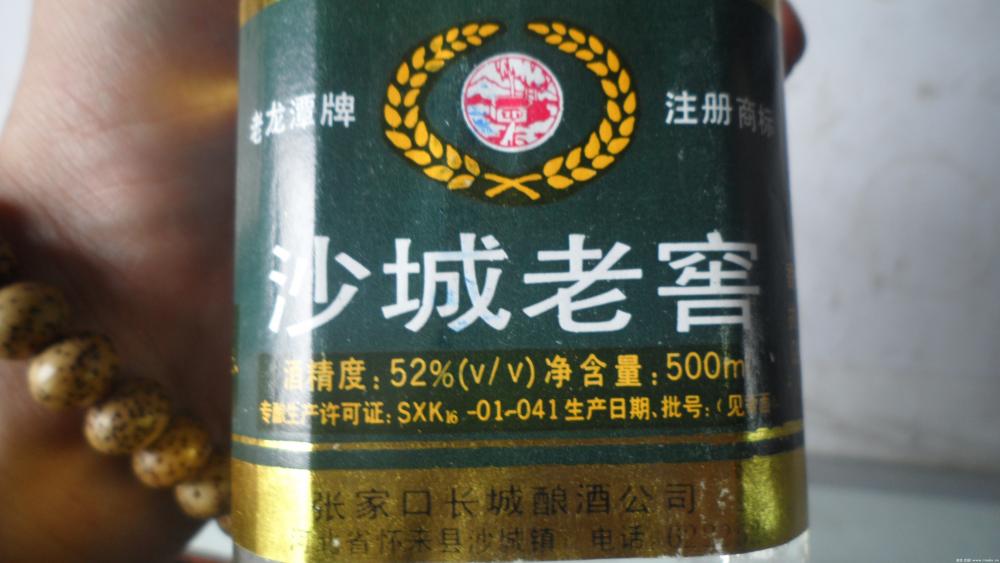 老龙潭牌 注册商标
沙城老窖
酒精度：52%(v/v) 净含量：500m
专 生产许可证：SXK16-01-041 生产日期、批号：（见
张家口长城酿酒公司
河北省怀来县沙城镇 电话